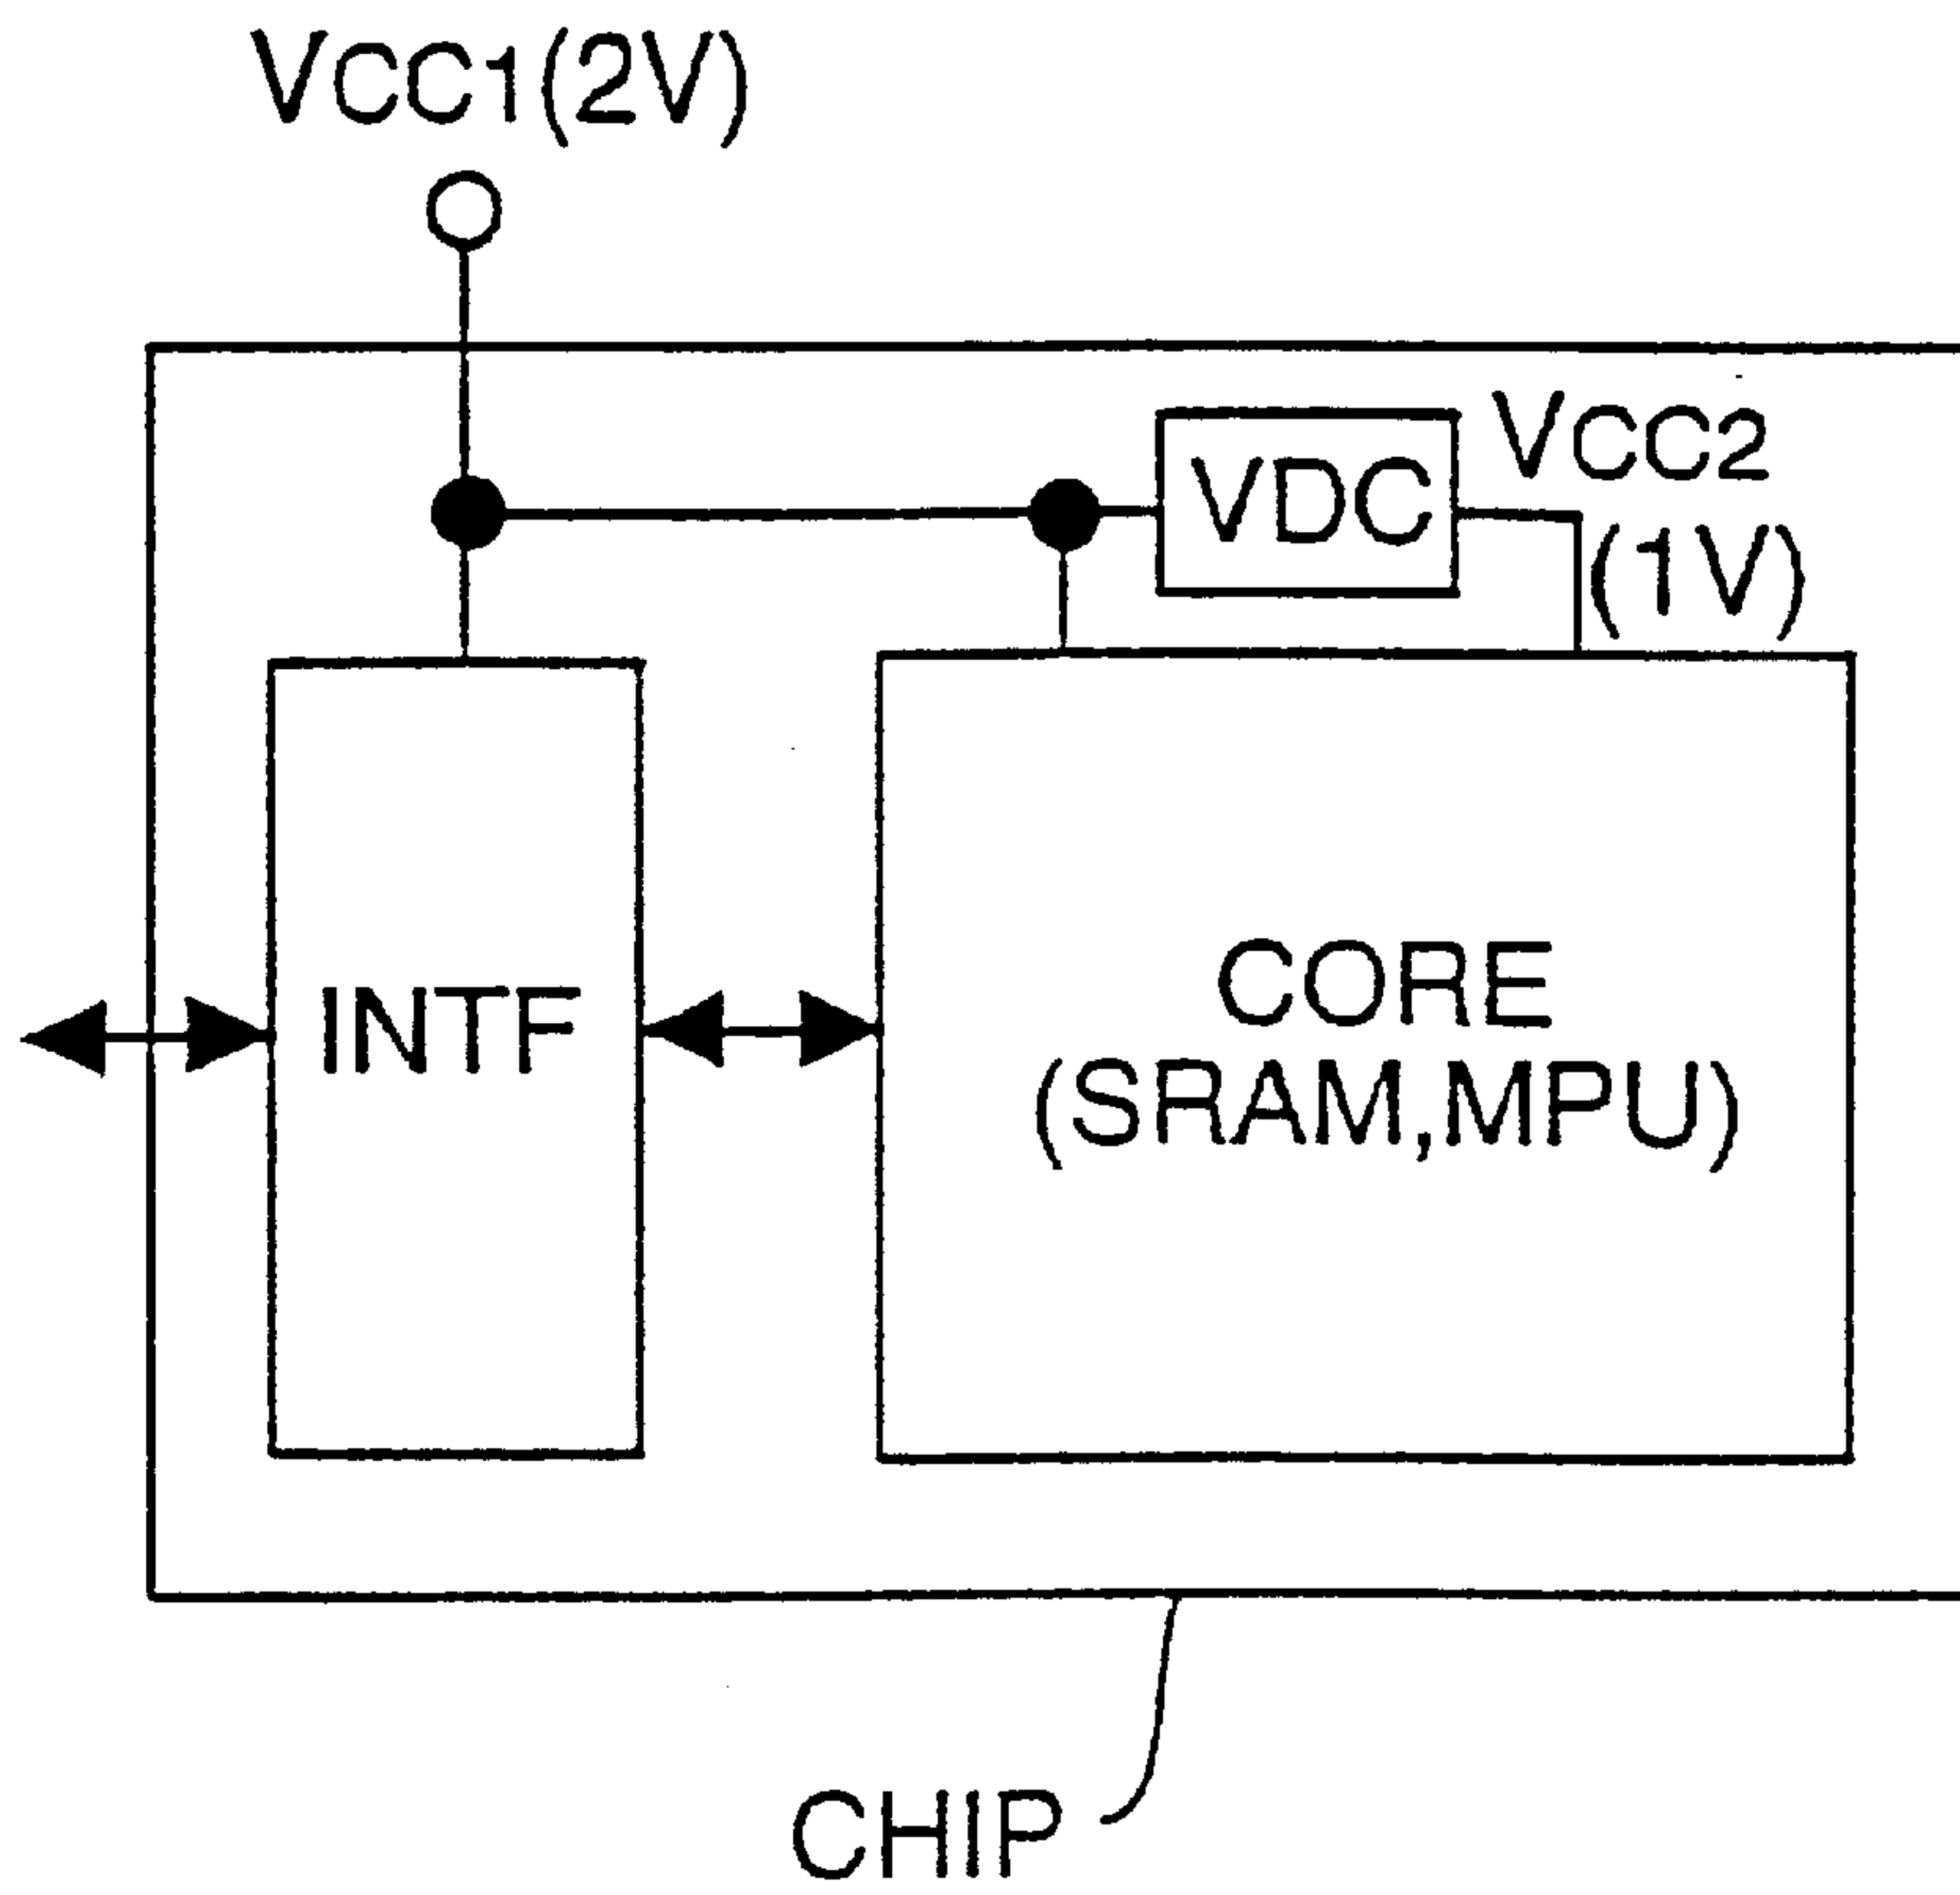 VCC1(2V)
VDC
VCC2
(1V)
INTF
CORE
(SRAM,MPU)
CHIP